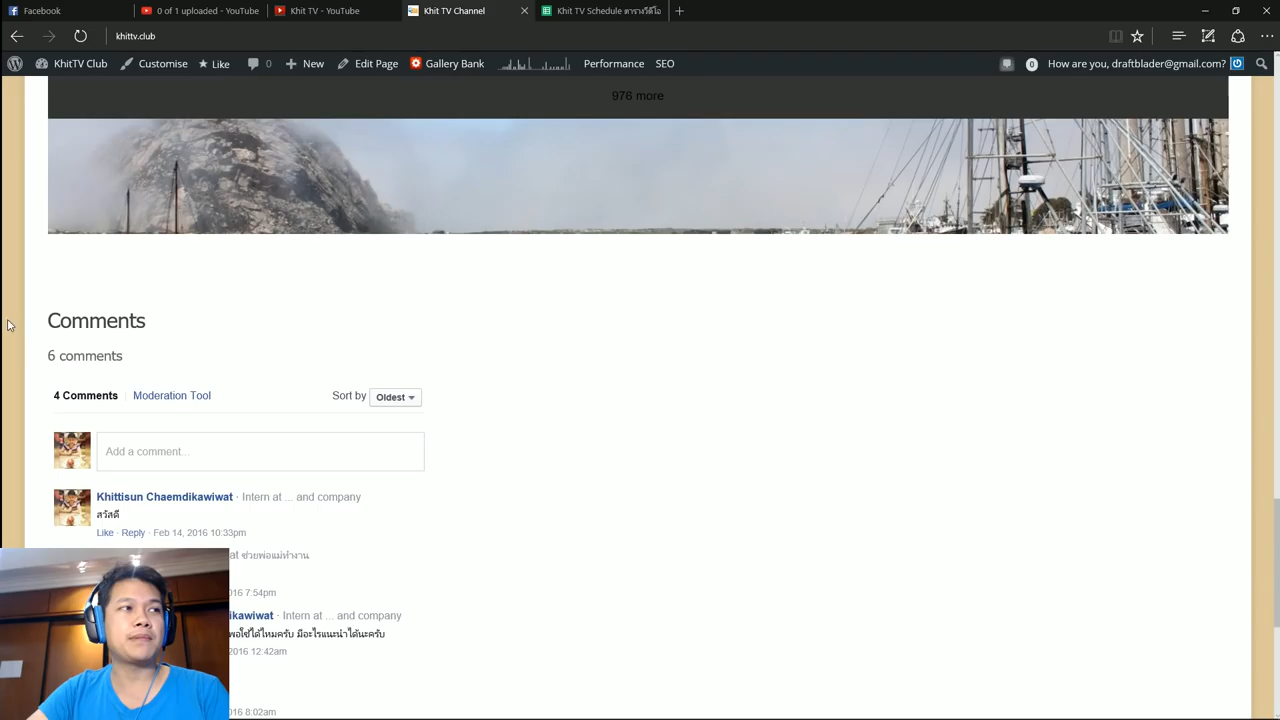 Facebook
0 of 1 uploaded - YouTube
Khit TV - YouTube
Khit TV Channel
Khit TV Schedule ตารางวีดีโอ
khittv.club
KhitTV Club
Customise
Like
0
New
Edit Page
Gallery Bank
Performance
SEO
0
How are you, draftblader@gmail.com?
976 more
Comments
6 comments
4 Comments
Moderation Tool
Sort by Oldest
Add a comment...
Khittisun Chaemdikawiwat · Intern at ... and company
สวัสดี
Like · Reply · Feb 14, 2016 10:33pm
at ช่วยพ่อแม่ทำงาน
016 7:54pm
ikawiwat · Intern at ... and company
พอใช้ได้ไหมครับ มีอะไรแนะนำได้นะครับ
2016 12:42am
016 8:02am